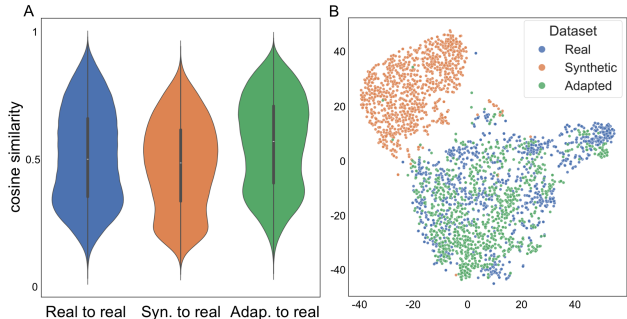 A
1
0.5
0
cosine similarity
Real to real
Syn. to real
Adap. to real
B
40
20
0
-20
-40
-40
-20
0
20
40
Dataset
Real
Synthetic
Adapted